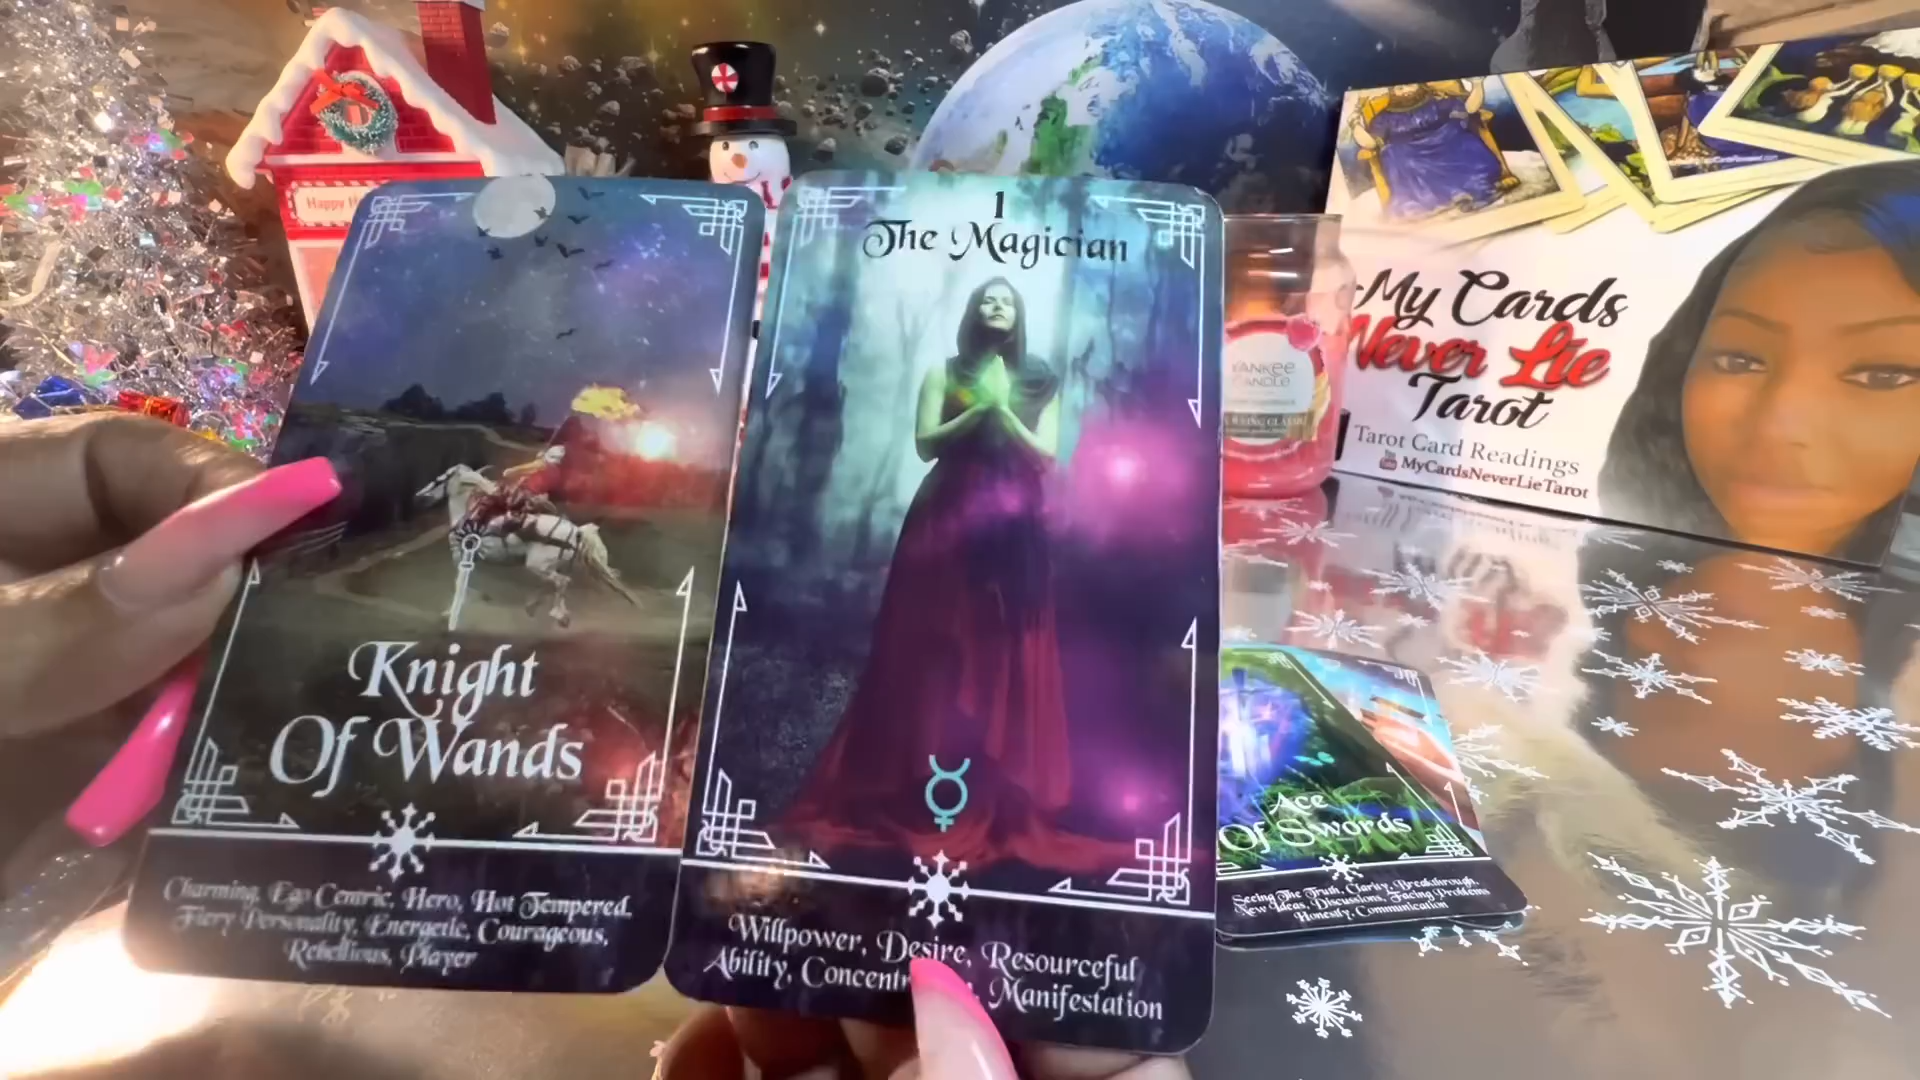 Happy
Knight
Of Wands
Charming, Ego Centric, Hero, Hot Tempered,
Fiery Personality, Energetic, Courageous,
Rebellious, Player
1
The Magician
Willpower, Desire, Resourceful
Ability, Manifestation
YANKEE
CANDLE
My Cards
Never Lie
Tarot
Tarot Card Readings
MyCardsNeverLieTarot
Ace
Of Swords
Seeing The Truth, Clarity, Breakthrough,
New Ideas, Discussions, Facing Problems
Honesty, Communication